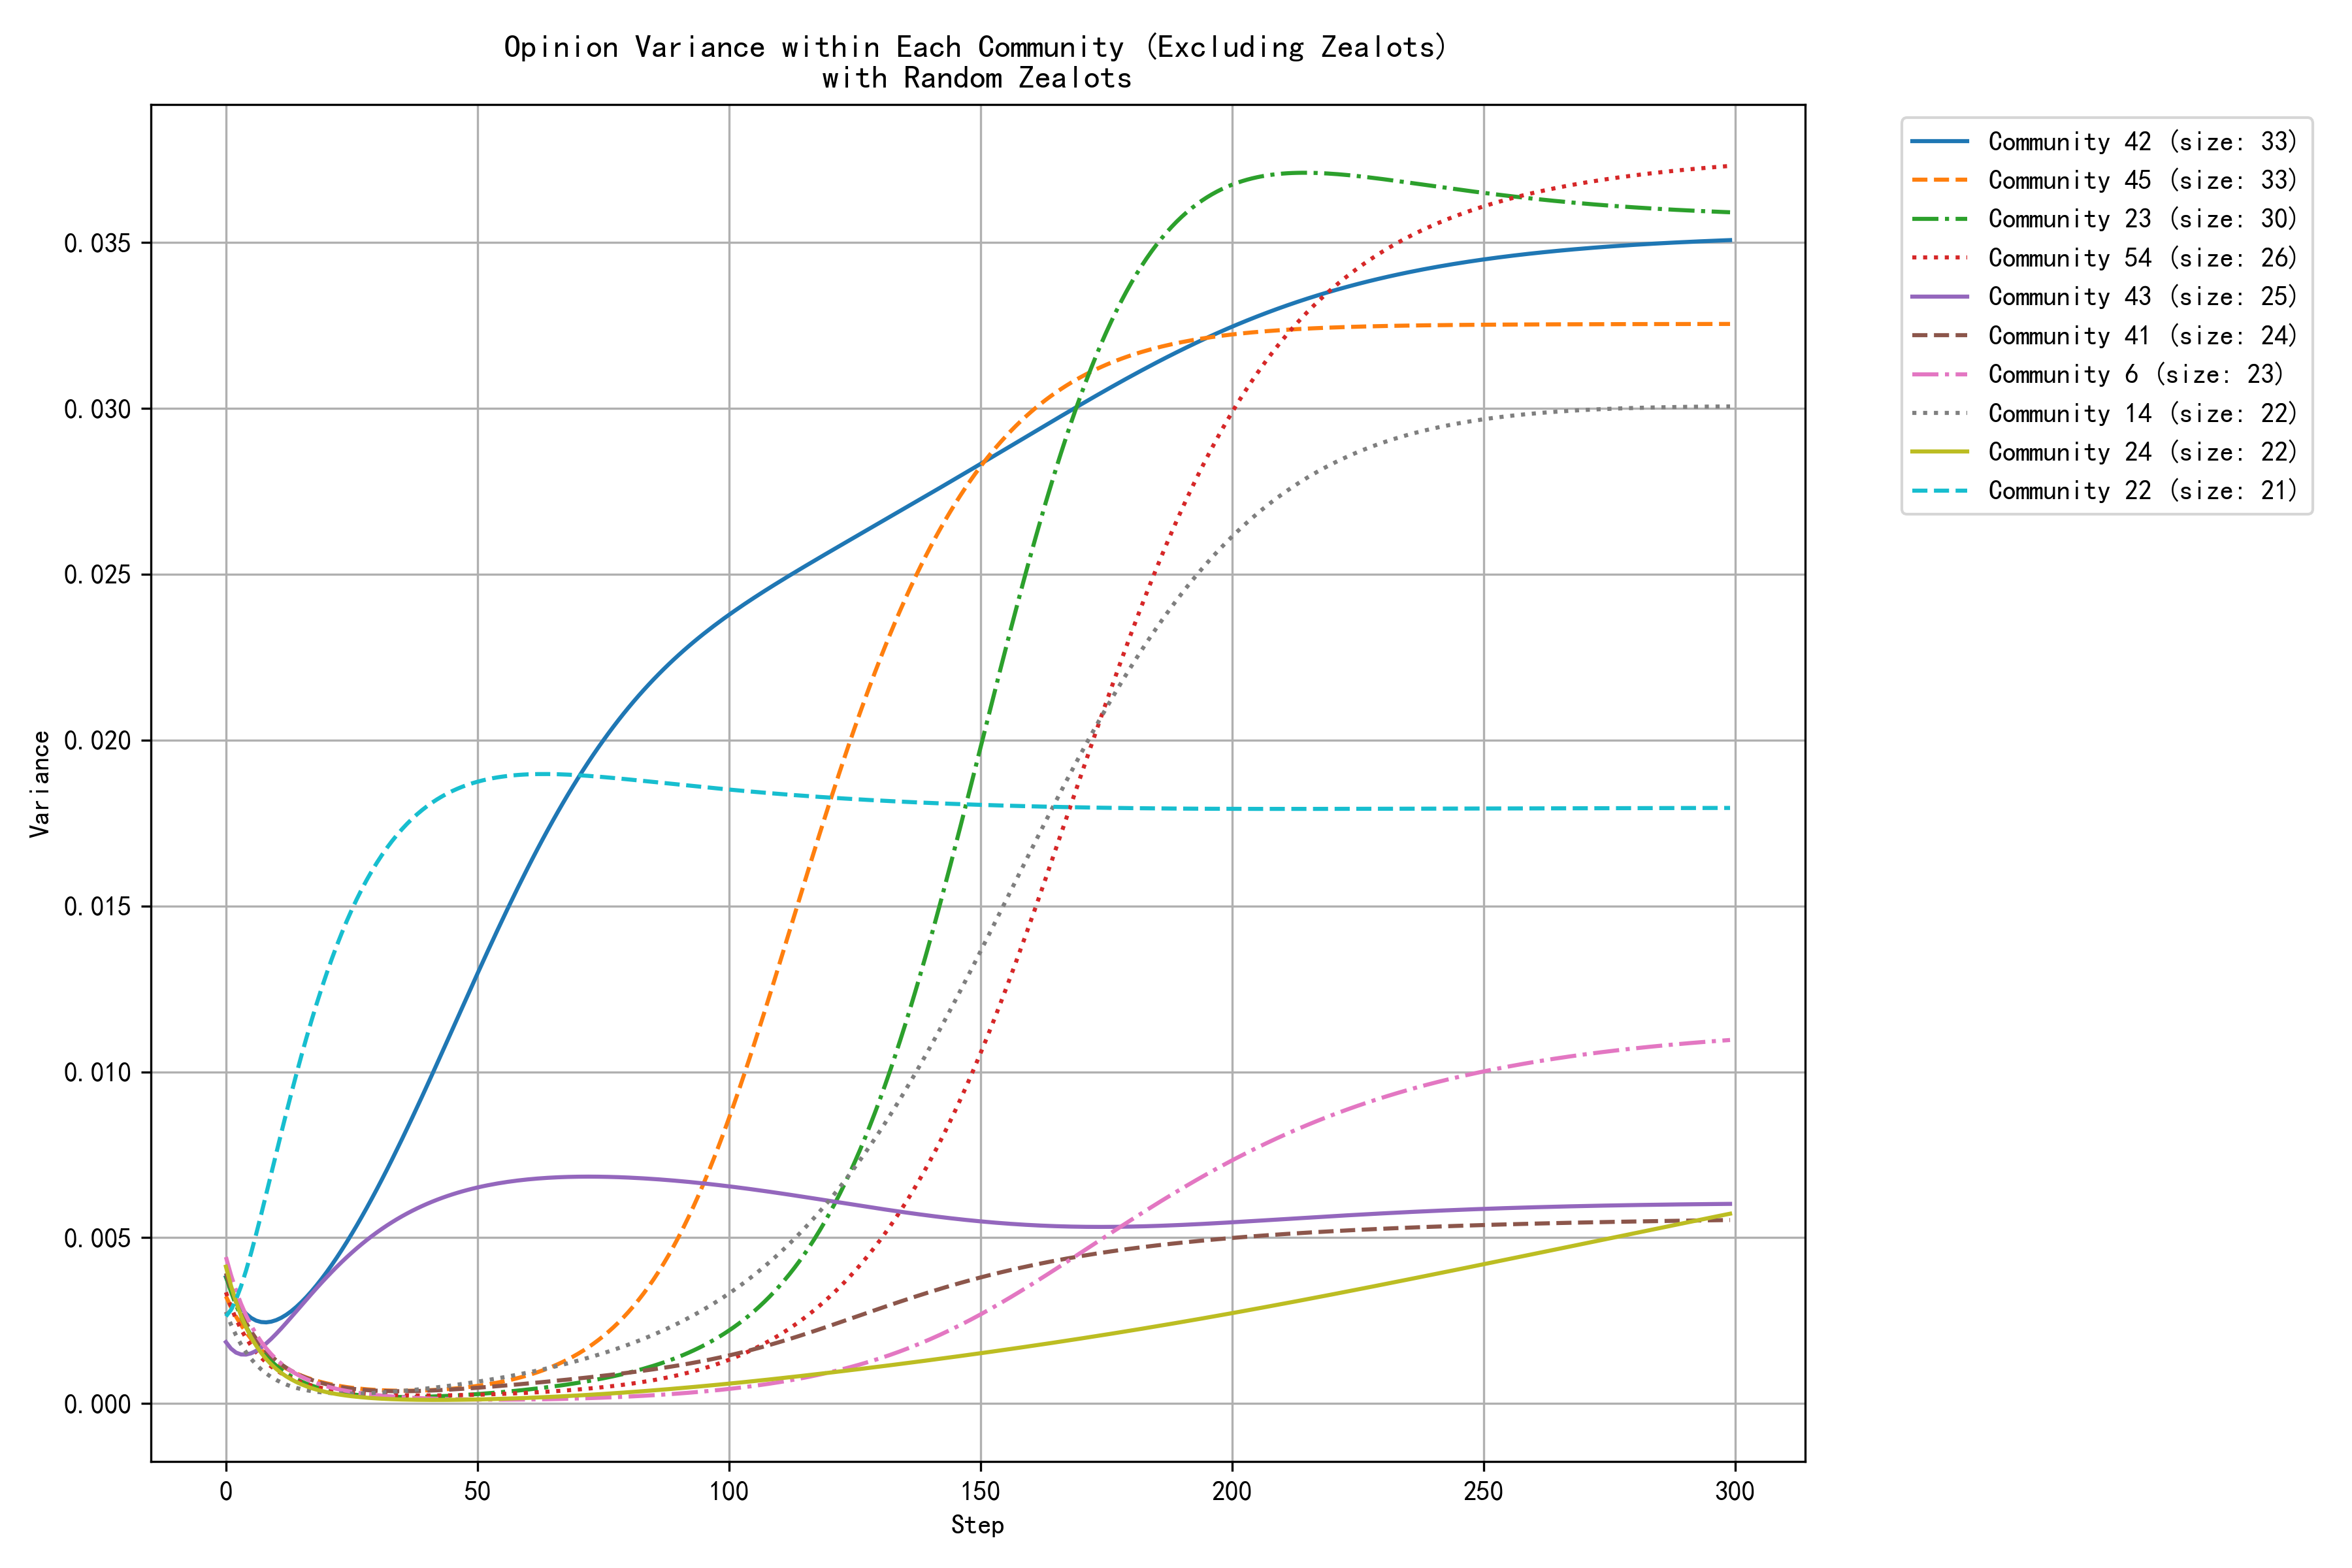 Opinion Variance within Each Community (Excluding Zealots)
with Random Zealots
Variance
0.035
0.030
0.025
0.020
0.015
0.010
0.005
0.000
0
50
100
150
200
250
300
Step
Community 42 (size: 33)
Community 45 (size: 33)
Community 23 (size: 30)
Community 54 (size: 26)
Community 43 (size: 25)
Community 41 (size: 24)
Community 6 (size: 23)
Community 14 (size: 22)
Community 24 (size: 22)
Community 22 (size: 21)